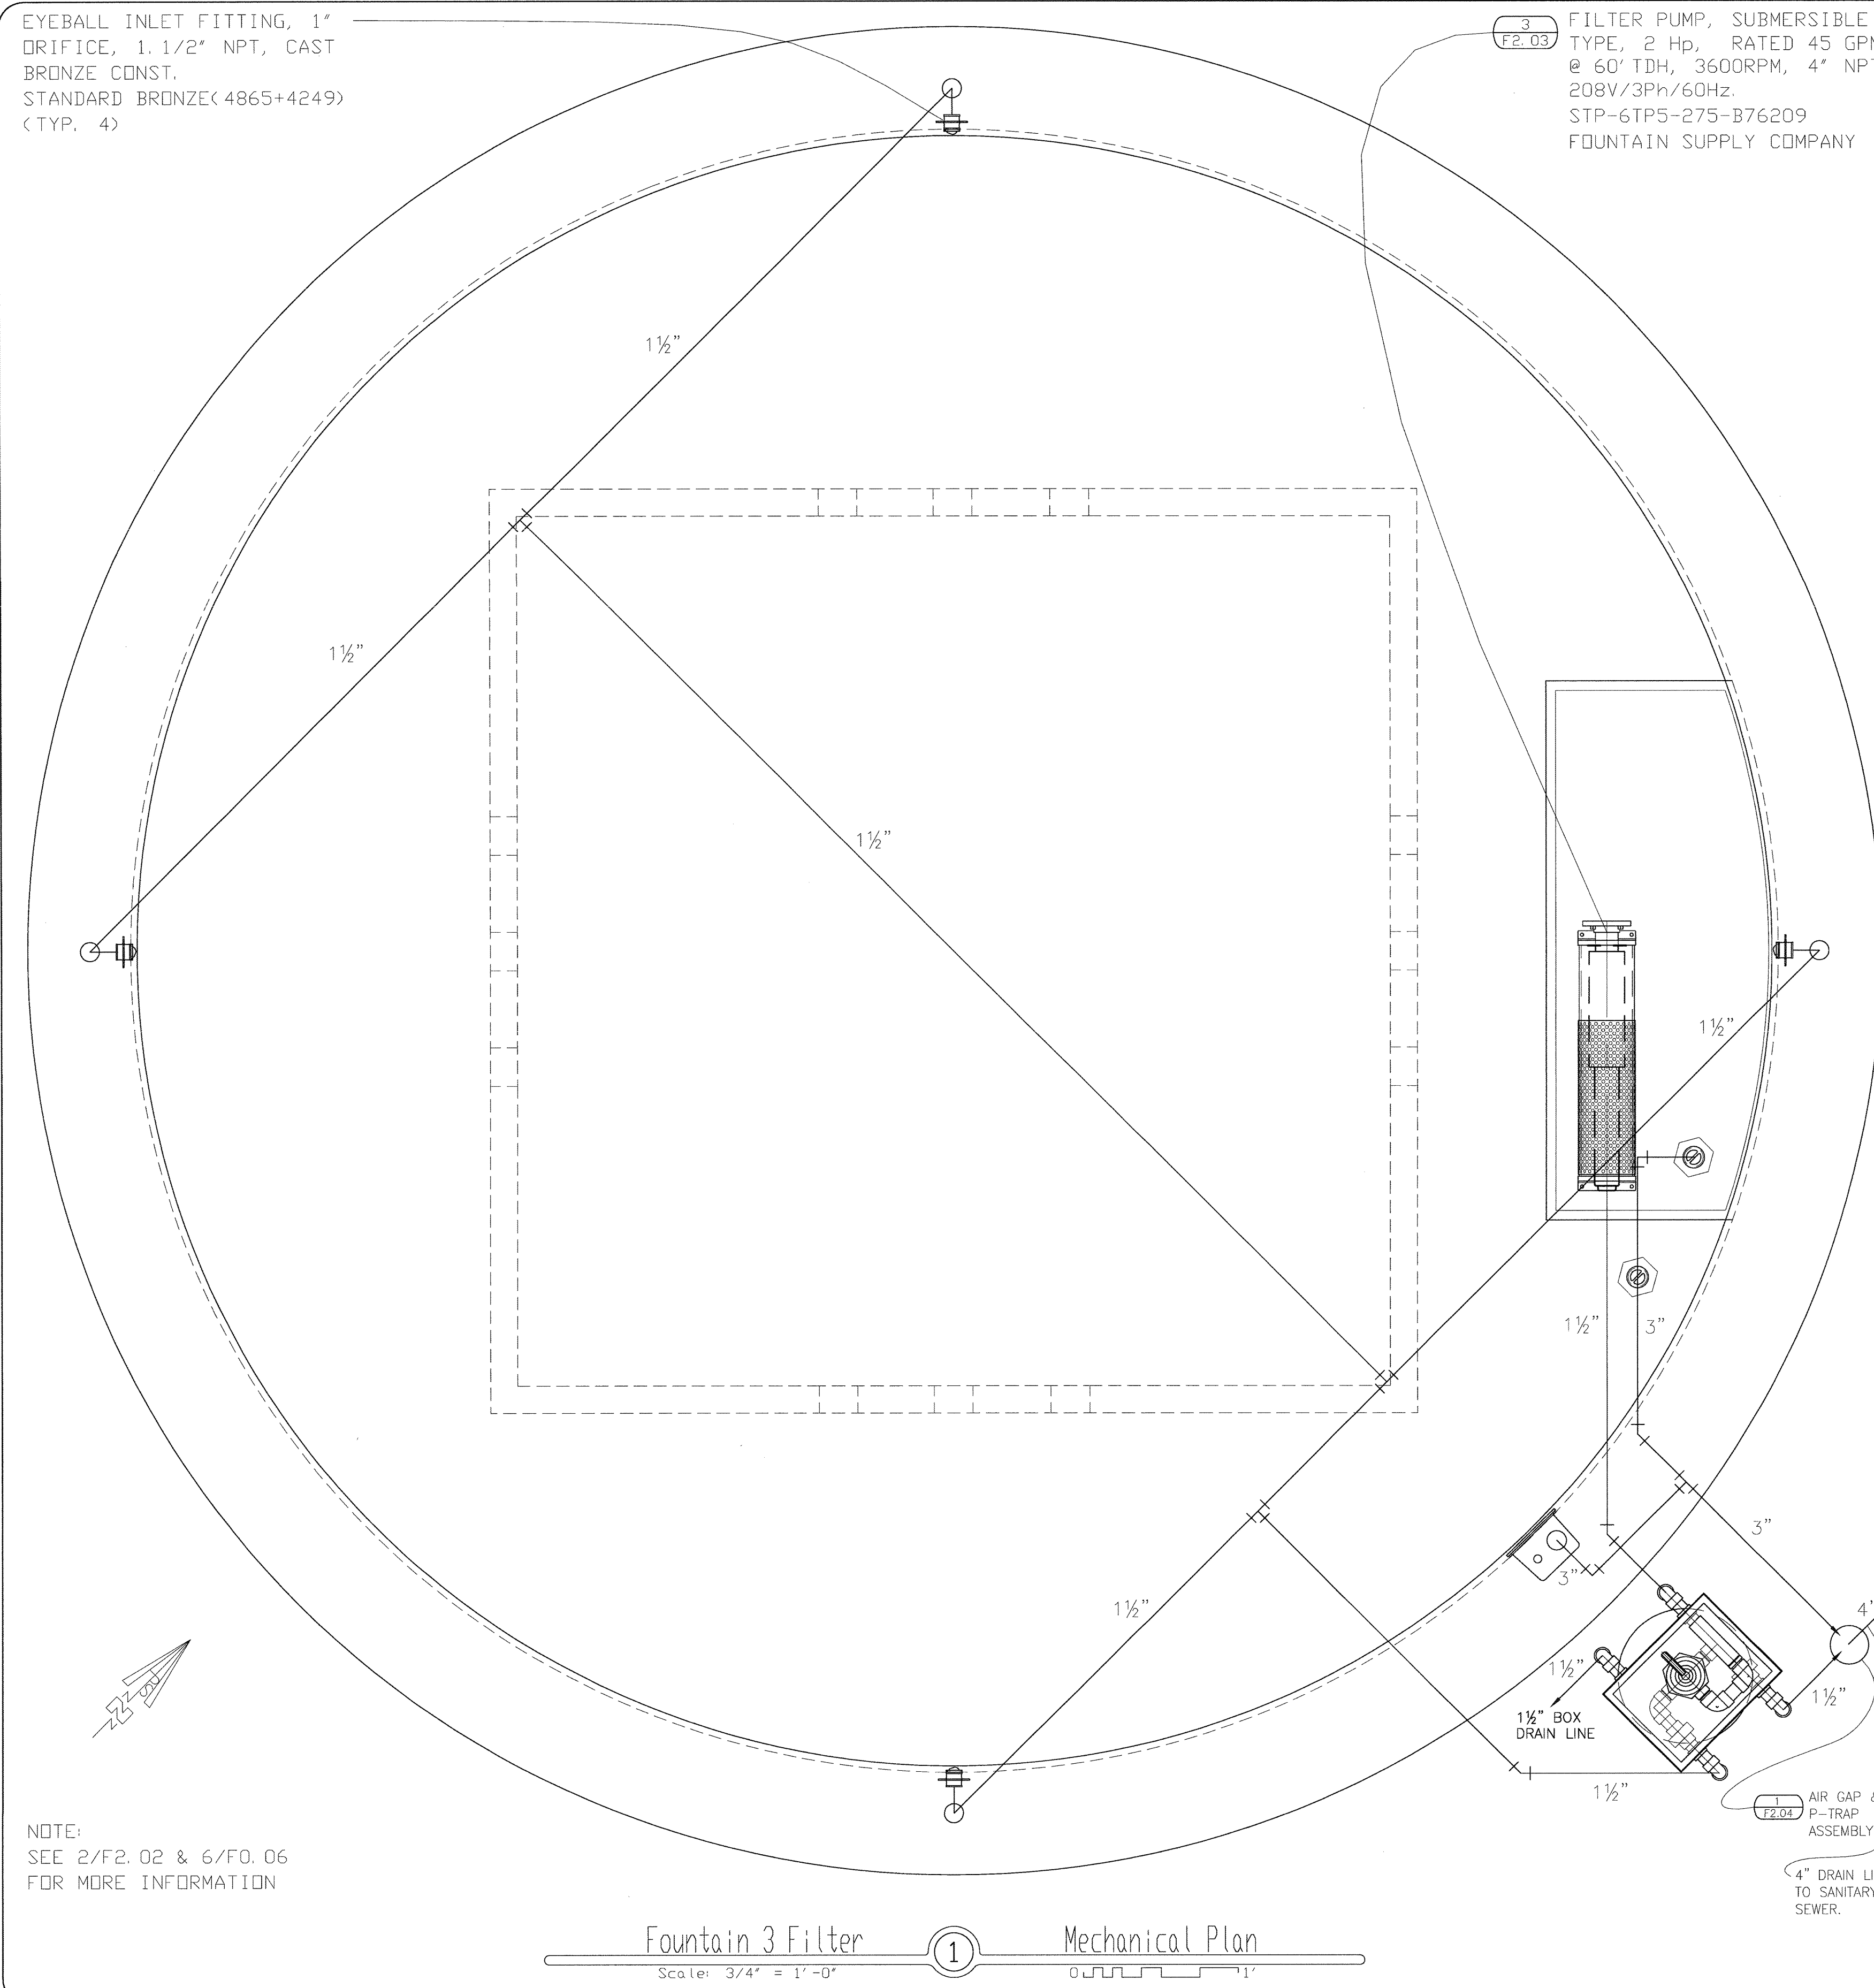 EYEBALL INLET FITTING, 1"
ORIFICE, 1.1/2" NPT, CAST
BRONZE CONST.
STANDARD BRONZE(4865+4249)
(TYP. 4)
3
F2.03
FILTER PUMP, SUBMERSIBLE
TYPE, 2 Hp, RATED 45 GPM
@ 60' TDH, 3600RPM, 4" NPT
208V/3Ph/60Hz.
STP-6TP5-275-B76209
FOUNTAIN SUPPLY COMPANY
1½"
1½"
1½"
1½"
1½"
3"
3"
3"
1½"
4"
1½"
1½"
1½" BOX
DRAIN LINE
1½"
1
F2.04
AIR GAP &
P-TRAP
ASSEMBLY
NOTE:
SEE 2/F2.02 & 6/F0.06
FOR MORE INFORMATION
4" DRAIN LI
TO SANITARY
SEWER.
Fountain 3 Filter
1
Mechanical Plan
Scale: 3/4" = 1'-0"
0 1'